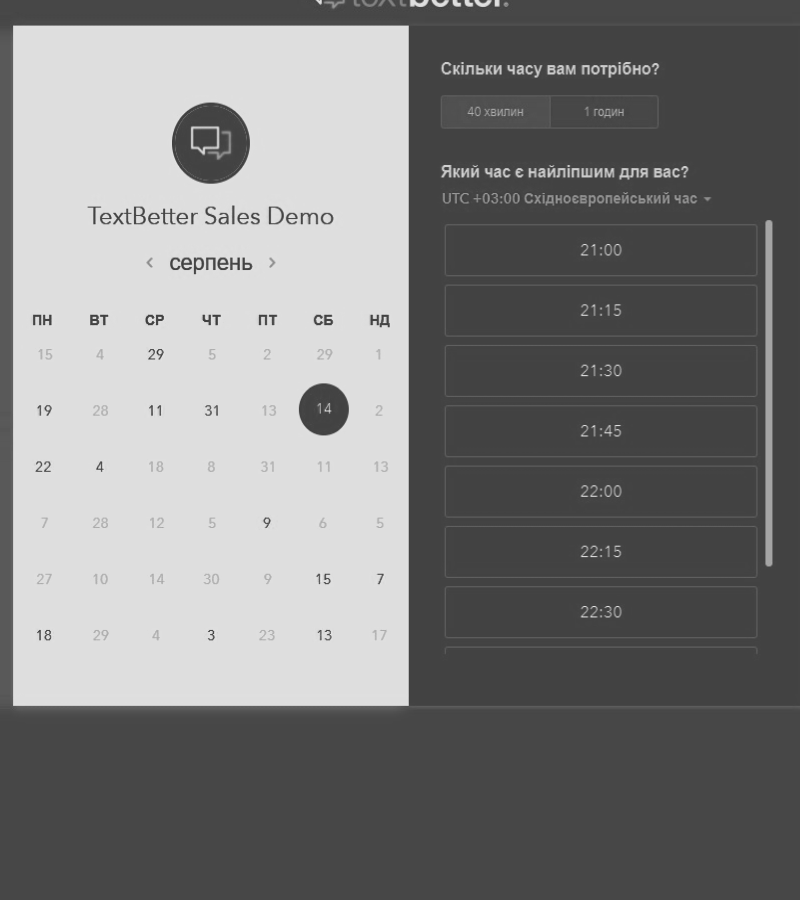 textbetter.
TextBetter Sales Demo
серпень
ПН ВТ СР ЧТ ПТ СБ НД
15 4 29 5 2 29 1
19 28 11 31 13 14 2
22 4 18 8 31 11 13
7 28 12 5 9 6 5
27 10 14 30 9 15 7
18 29 4 3 23 13 17
Скільки часу вам потрібно?
40 хвилин 1 годин
Який час є найліпшим для вас?
UTC +03:00 Східноєвропейський час
21:00
21:15
21:30
21:45
22:00
22:15
22:30